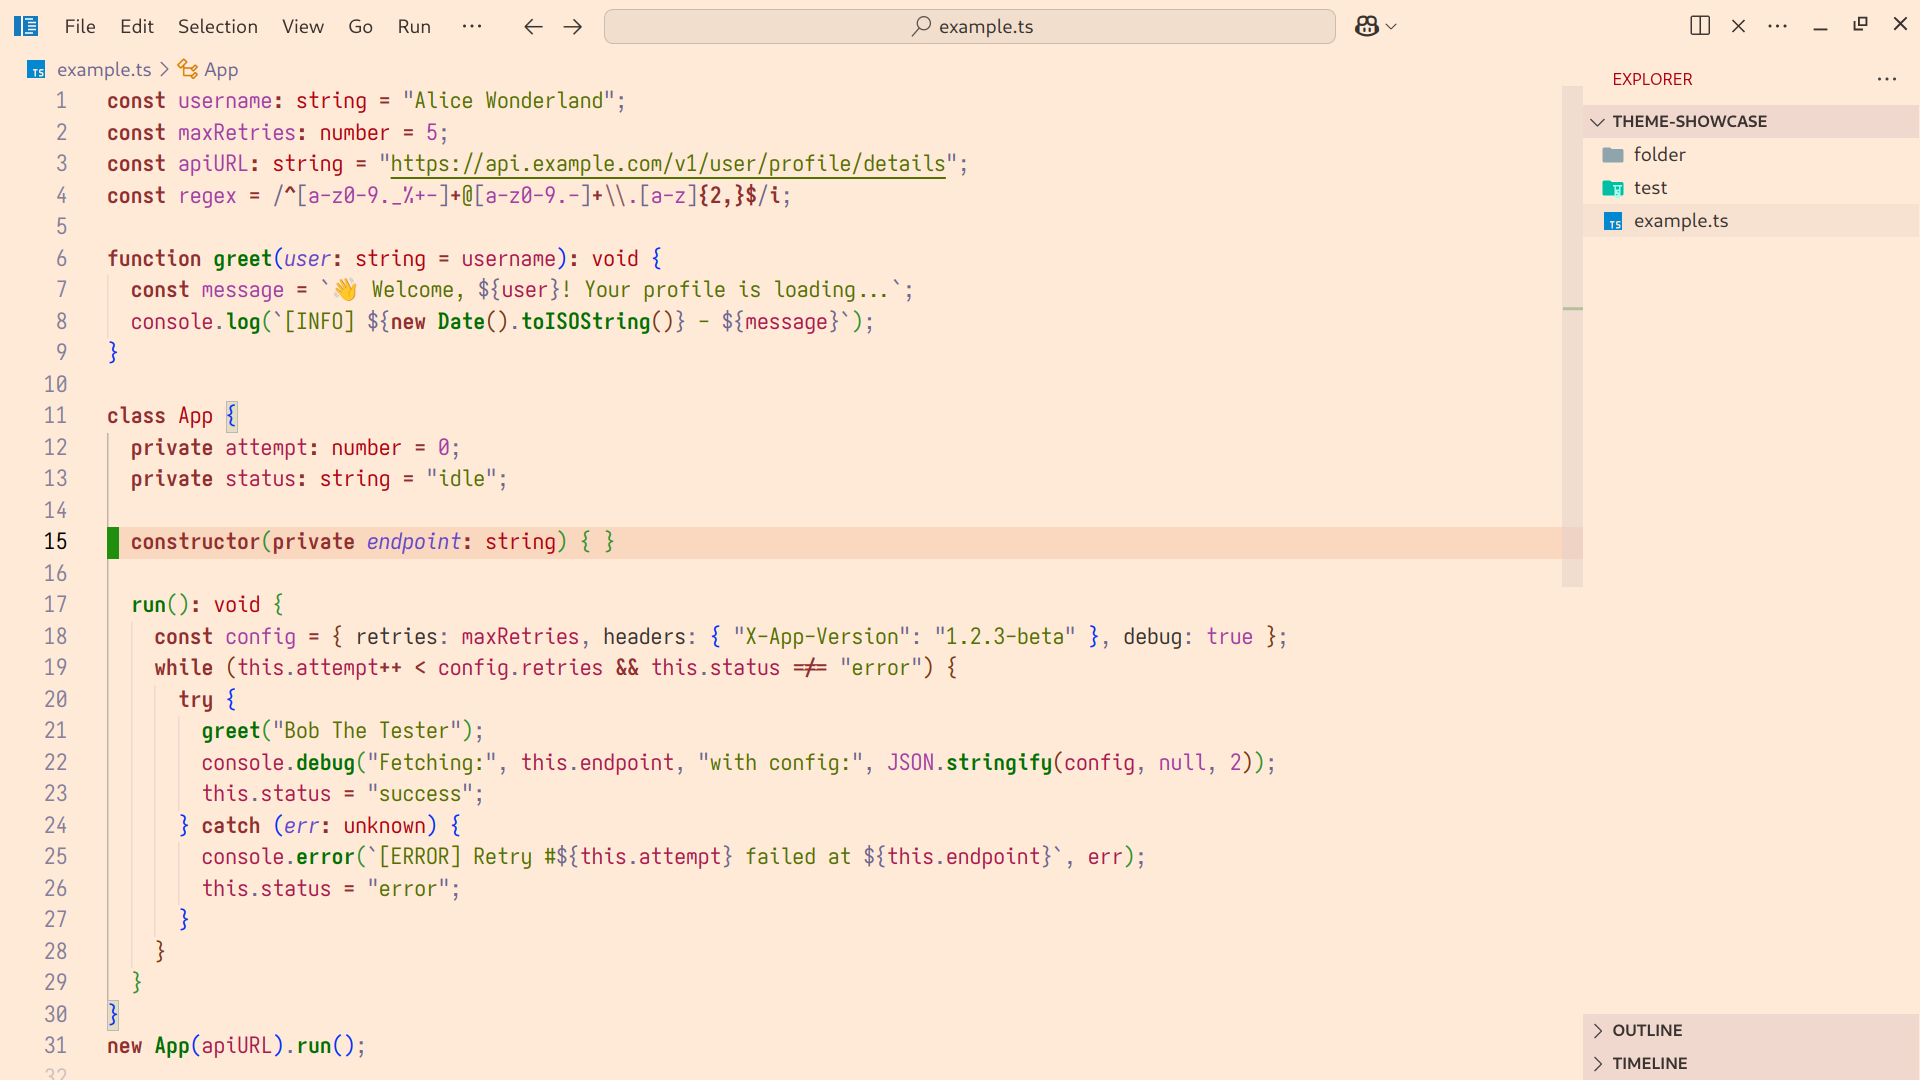 File Edit Selection View Go Run ··· example.ts
example.ts > App
1 const username: string = "Alice Wonderland";
2 const maxRetries: number = 5;
3 const apiURL: string = "https://api.example.com/v1/user/profile/details";
4 const regex = /^[a-z0-9._%+-]+@[a-z0-9.-]+\\.[a-z]{2,}$/i;
5
6 function greet(user: string = username): void {
7   const message = `👋 Welcome, ${user}! Your profile is loading...`;
8   console.log(`[INFO] ${new Date().toISOString()} - ${message}`);
9 }
10
11 class App {
12   private attempt: number = 0;
13   private status: string = "idle";
14
15   constructor(private endpoint: string) { }
16
17   run(): void {
18     const config = { retries: maxRetries, headers: { "X-App-Version": "1.2.3-beta" }, debug: true };
19     while (this.attempt++ < config.retries && this.status !== "error") {
20       try {
21         greet("Bob The Tester");
22         console.debug("Fetching:", this.endpoint, "with config:", JSON.stringify(config, null, 2));
23         this.status = "success";
24       } catch (err: unknown) {
25         console.error(`[ERROR] Retry #${this.attempt} failed at ${this.endpoint}`, err);
26         this.status = "error";
27       }
28     }
29   }
30 }
31 new App(apiURL).run();
32
EXPLORER ···
THEME-SHOWCASE
folder
test
example.ts
OUTLINE
TIMELINE